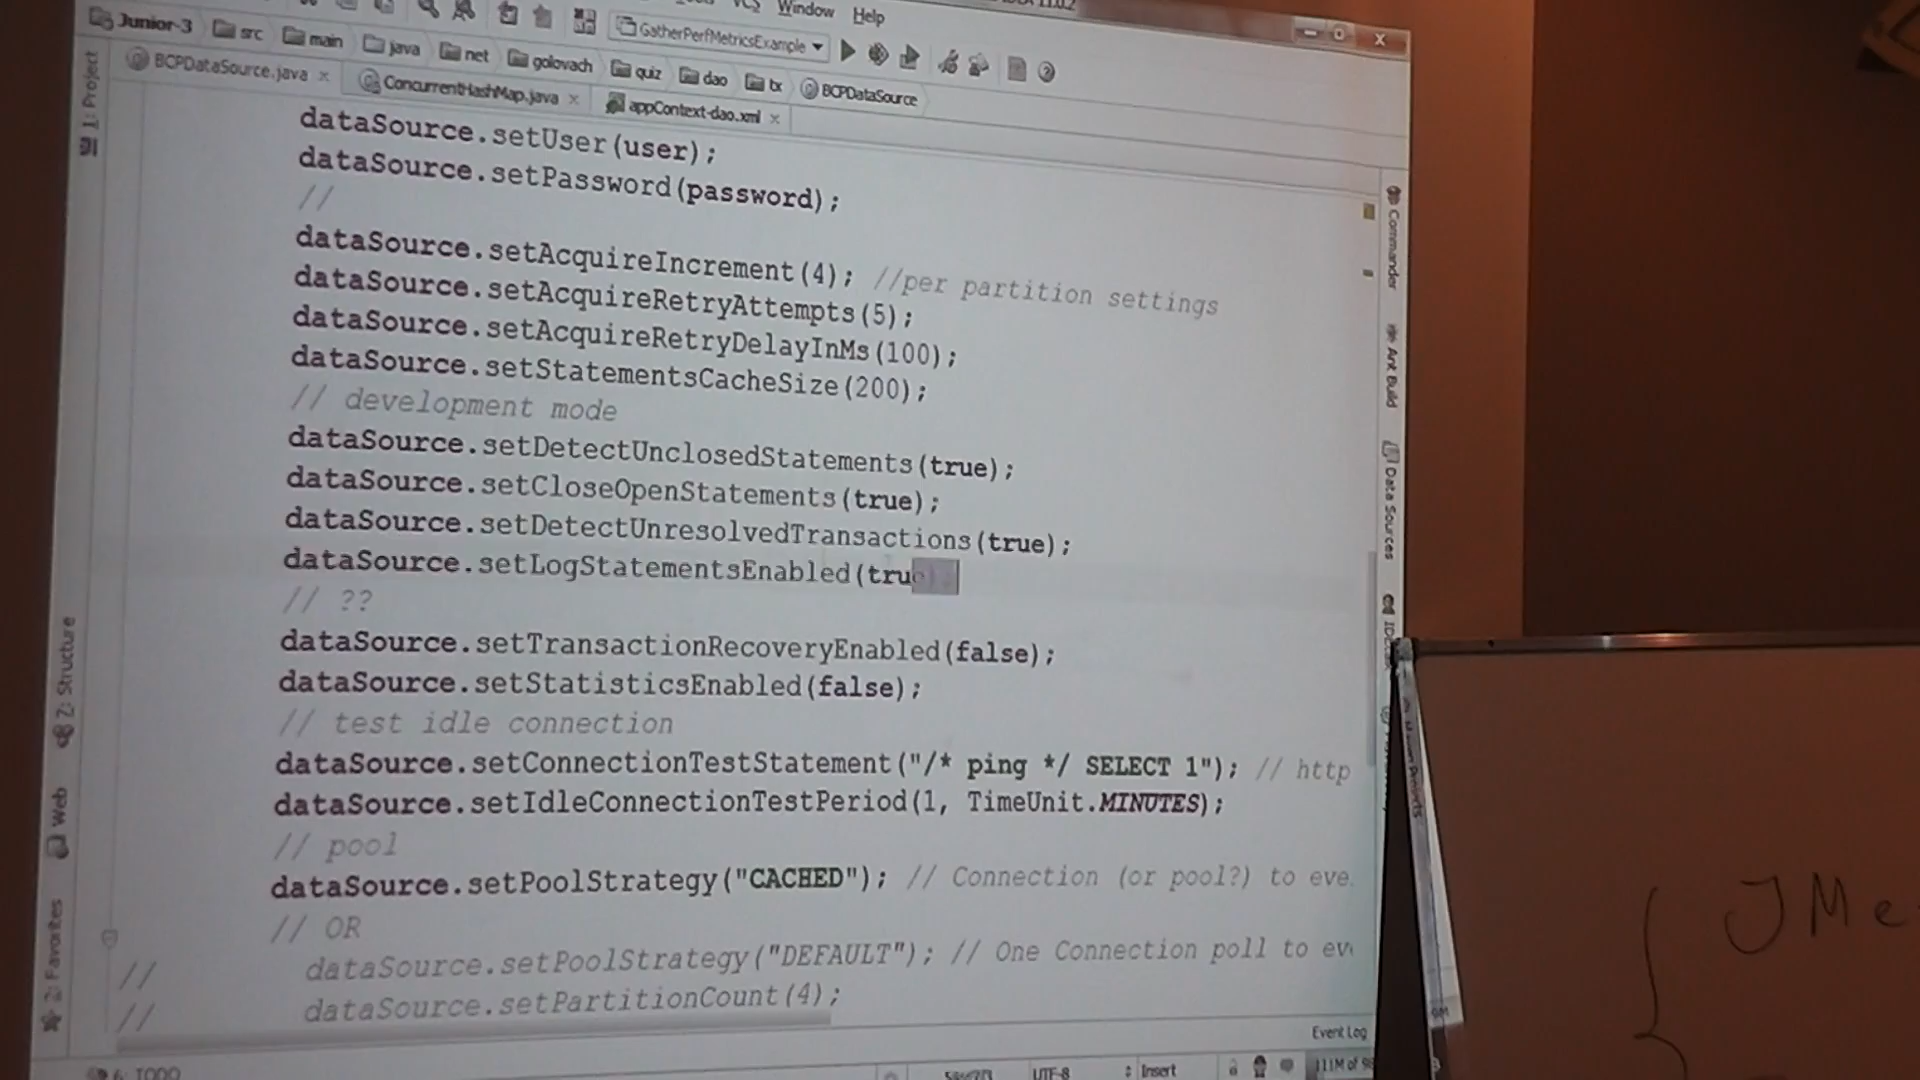 VCS Window Help
GatherPerfMetricsExample
Junior-3 src main java net golovach quiz dao tx BCPDataSource
BCPDataSource.java ConcurrentHashMap.java appContext-dao.xml
1: Project
dataSource.setUser(user);
dataSource.setPassword(password);
//
dataSource.setAcquireIncrement(4); //per partition settings
dataSource.setAcquireRetryAttempts(5);
dataSource.setAcquireRetryDelayInMs(100);
dataSource.setStatementsCacheSize(200);
// development mode
dataSource.setDetectUnclosedStatements(true);
dataSource.setCloseOpenStatements(true);
dataSource.setDetectUnresolvedTransactions(true);
dataSource.setLogStatementsEnabled(true);
// ??
dataSource.setTransactionRecoveryEnabled(false);
dataSource.setStatisticsEnabled(false);
// test idle connection
dataSource.setConnectionTestStatement("/* ping */ SELECT 1"); // http
dataSource.setIdleConnectionTestPeriod(1, TimeUnit.MINUTES);
// pool
dataSource.setPoolStrategy("CACHED"); // Connection (or pool?) to eve
// OR
// dataSource.setPoolStrategy("DEFAULT"); // One Connection poll to ev
// dataSource.setPartitionCount(4);
Z: Structure
Web
2: Favorites
Commander
Ant Build
Data Sources
Event Log
6: TODO
UTF-8 Insert 111M of
JMe